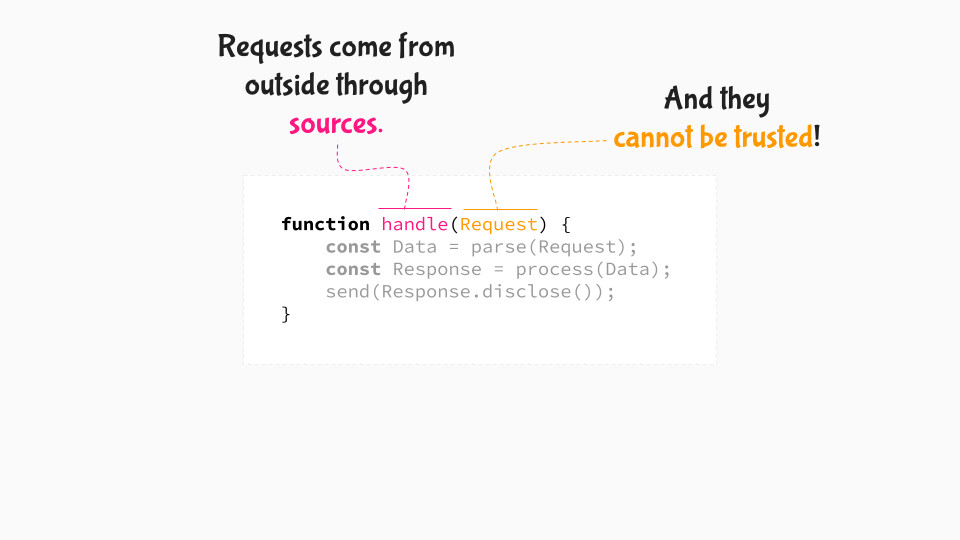 Requests come from
outside through
sources.
And they
cannot be trusted!
function handle(Request) {
    const Data = parse(Request);
    const Response = process(Data);
    send(Response.disclose());
}